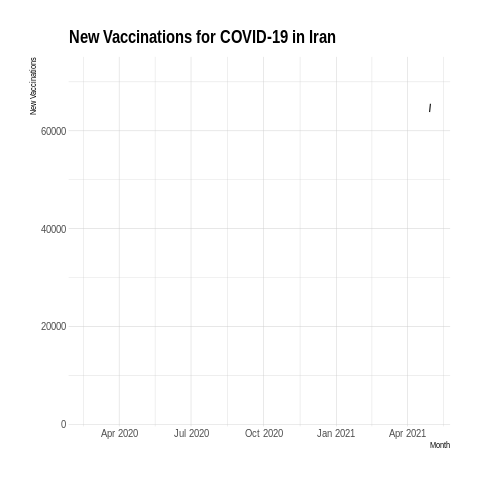 New Vaccinations for COVID-19 in Iran
New Vaccinations
60000
40000
20000
0
Apr 2020 Jul 2020 Oct 2020 Jan 2021 Apr 2021
Month